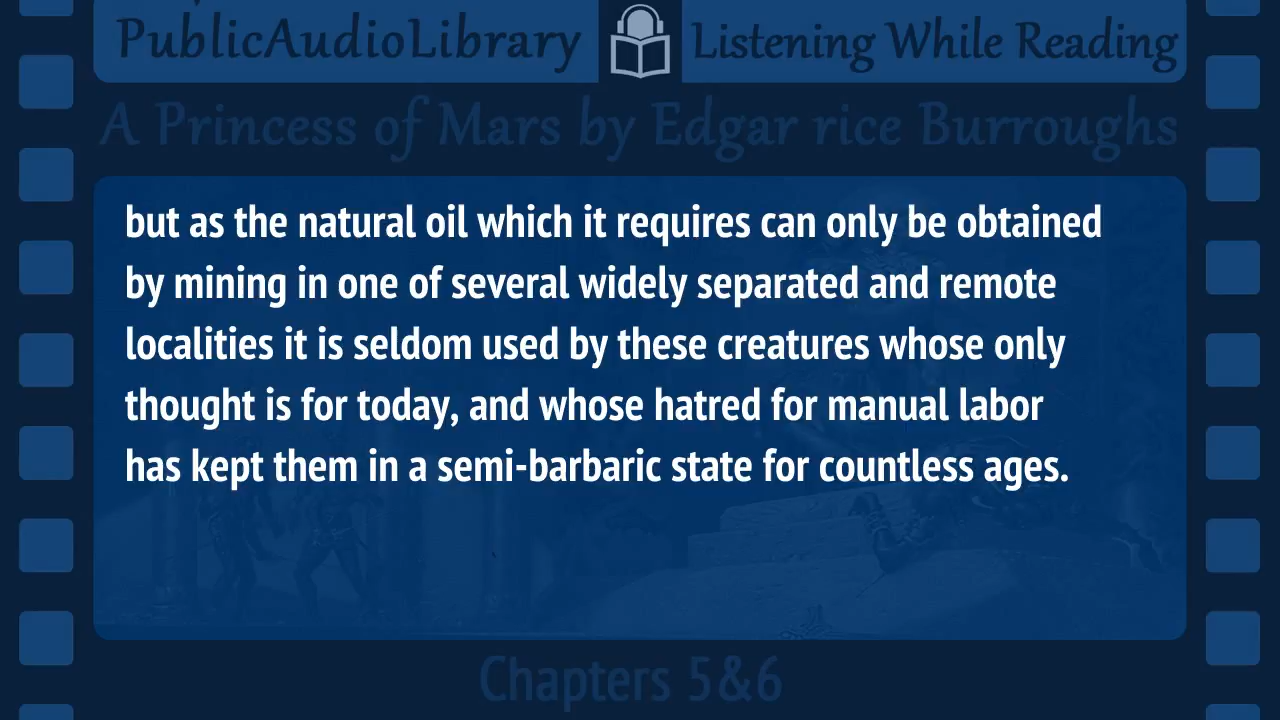 PublicAudioLibrary Listening While Reading
A Princess of Mars by Edgar rice Burroughs
but as the natural oil which it requires can only be obtained
by mining in one of several widely separated and remote
localities it is seldom used by these creatures whose only
thought is for today, and whose hatred for manual labor
has kept them in a semi-barbaric state for countless ages.
Chapters 5&6